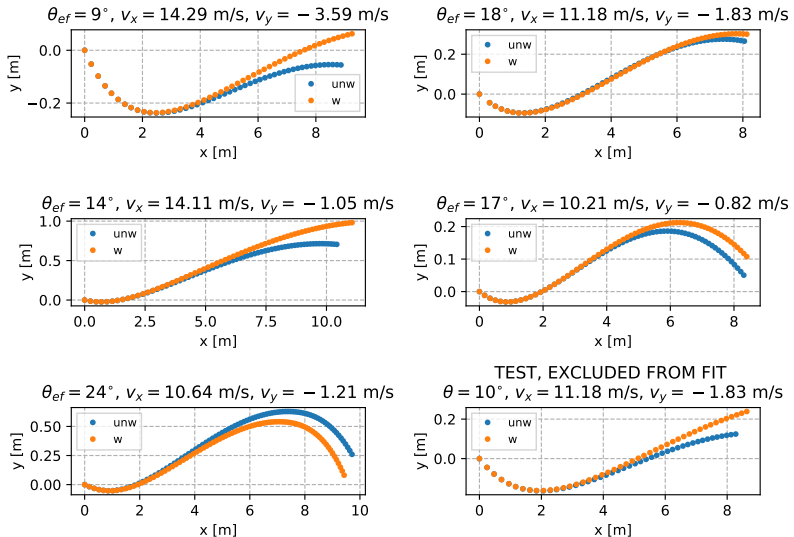 θ_ef = 9°, v_x = 14.29 m/s, v_y = −3.59 m/s
0.0
−0.2
y [m]
unw
w
0 2 4 6 8
x [m]
θ_ef = 18°, v_x = 11.18 m/s, v_y = −1.83 m/s
0.2
0.0
y [m]
unw
w
0 2 4 6 8
x [m]
θ_ef = 14°, v_x = 14.11 m/s, v_y = −1.05 m/s
1.0
0.5
0.0
y [m]
unw
w
0.0 2.5 5.0 7.5 10.0
x [m]
θ_ef = 17°, v_x = 10.21 m/s, v_y = −0.82 m/s
0.2
0.1
0.0
y [m]
unw
w
0 2 4 6 8
x [m]
θ_ef = 24°, v_x = 10.64 m/s, v_y = −1.21 m/s
0.50
0.25
0.00
y [m]
unw
w
0 2 4 6 8 10
x [m]
TEST, EXCLUDED FROM FIT
θ = 10°, v_x = 11.18 m/s, v_y = −1.83 m/s
0.2
0.0
y [m]
unw
w
0 2 4 6 8
x [m]